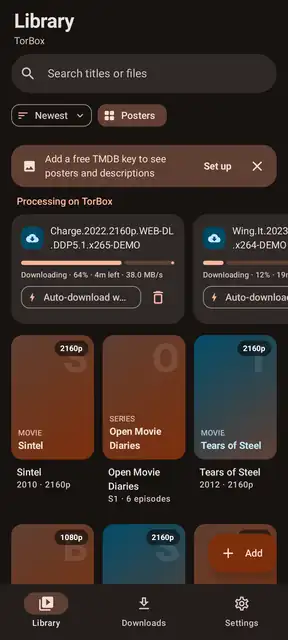 Library
TorBox
Search titles or files
Newest
Posters
Add a free TMDB key to see
posters and descriptions
Set up
Processing on TorBox
Charge.2022.2160p.WEB-DL
.DDP5.1.x265-DEMO
Downloading · 64% · 4m left · 38.0 MB/s
Auto-download w...
Wing.It.2023
.x264-DEMO
Downloading · 12% · 19m
Auto-download
2160p
S
MOVIE
Sintel
Sintel
2010 · 2160p
O
SERIES
Open Movie
Diaries
Open Movie
Diaries
S1 · 6 episodes
2160p
T
MOVIE
Tears of Steel
Tears of Steel
2012 · 2160p
1080p
B
2160p
S
Add
Library
Downloads
Settings